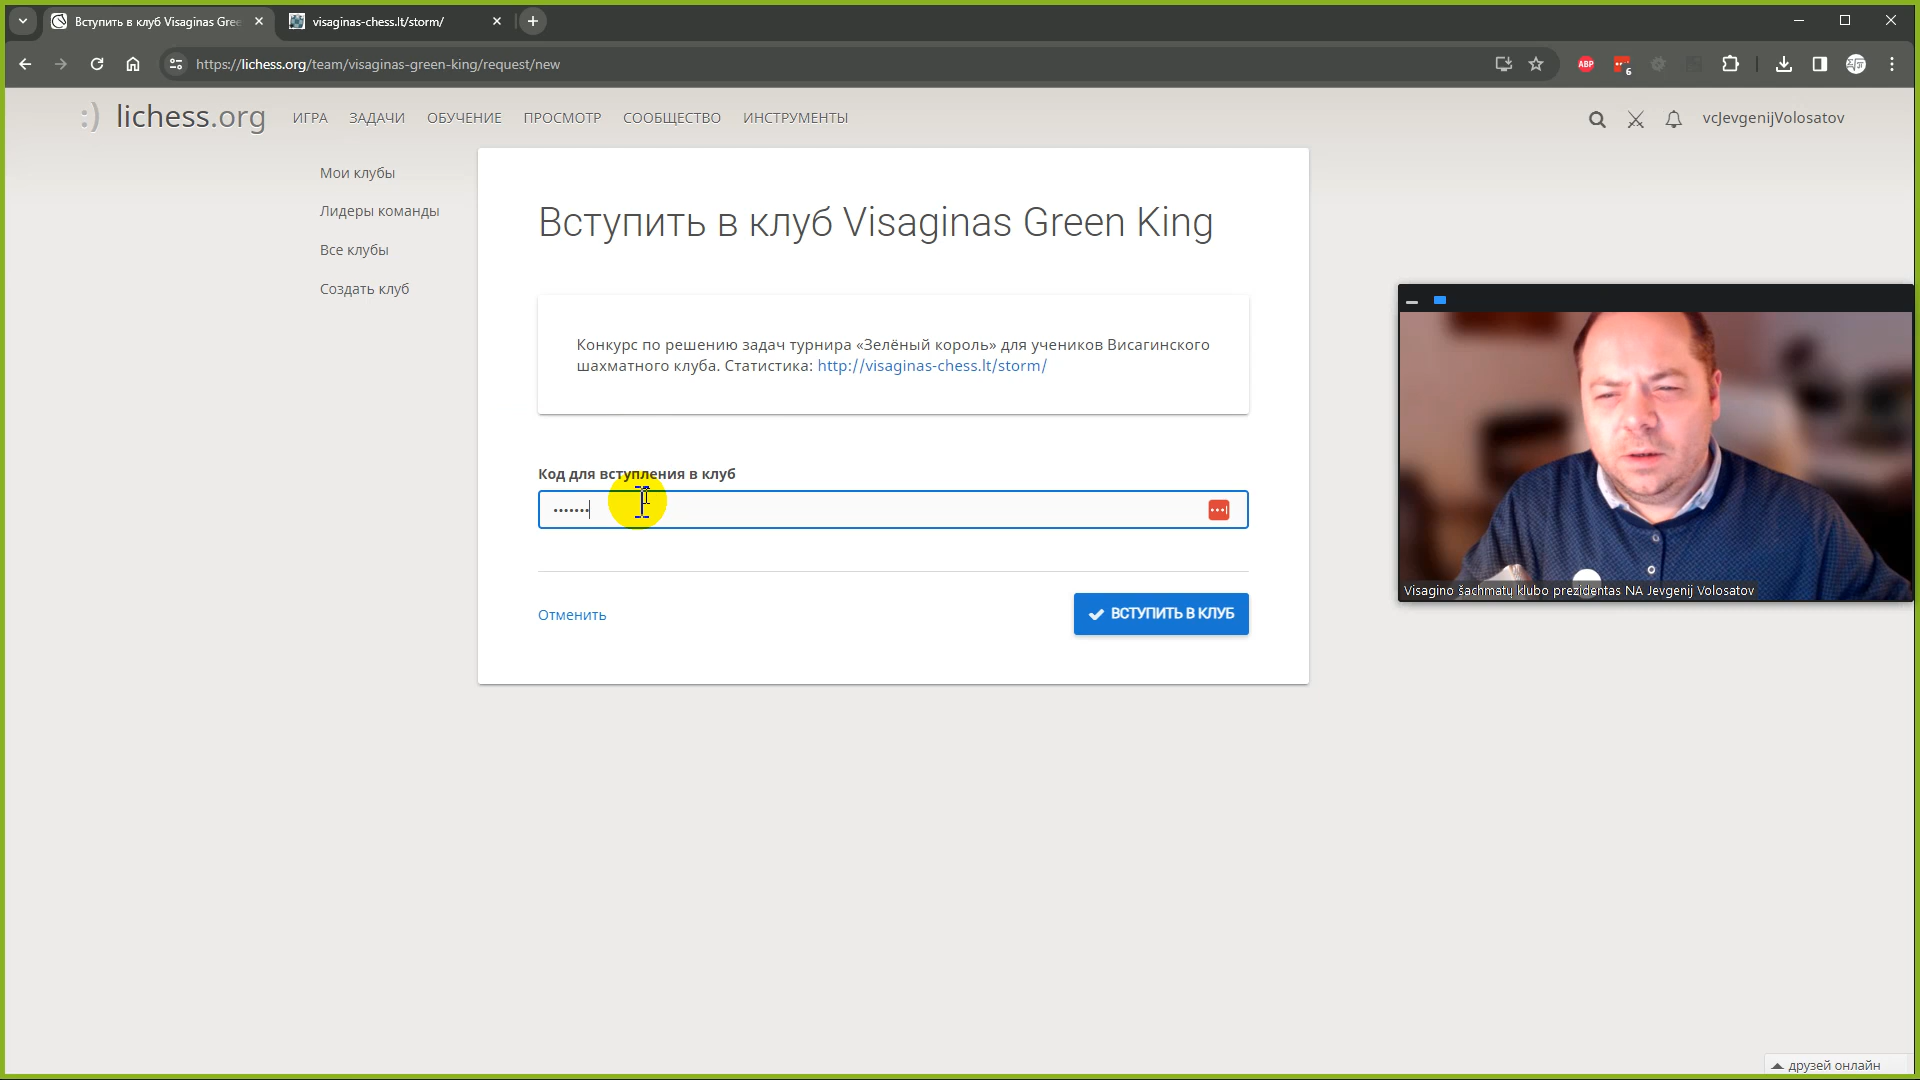 Вступить в клуб Visaginas Gree
visaginas-chess.lt/storm/
https://lichess.org/team/visaginas-green-king/request/new
ABP
6
:) lichess.org
ИГРА
ЗАДАЧИ
ОБУЧЕНИЕ
ПРОСМОТР
СООБЩЕСТВО
ИНСТРУМЕНТЫ
vcJevgenijVolosatov
Мои клубы
Лидеры команды
Все клубы
Создать клуб
Вступить в клуб Visaginas Green King
Конкурс по решению задач турнира «Зелёный король» для учеников Висагинского
шахматного клуба. Статистика: http://visaginas-chess.lt/storm/
Код для вступления в клуб
•••••••
Отменить
ВСТУПИТЬ В КЛУБ
Visagino šachmatų klubo prezidentas NA Jevgenij Volosatov
друзей онлайн